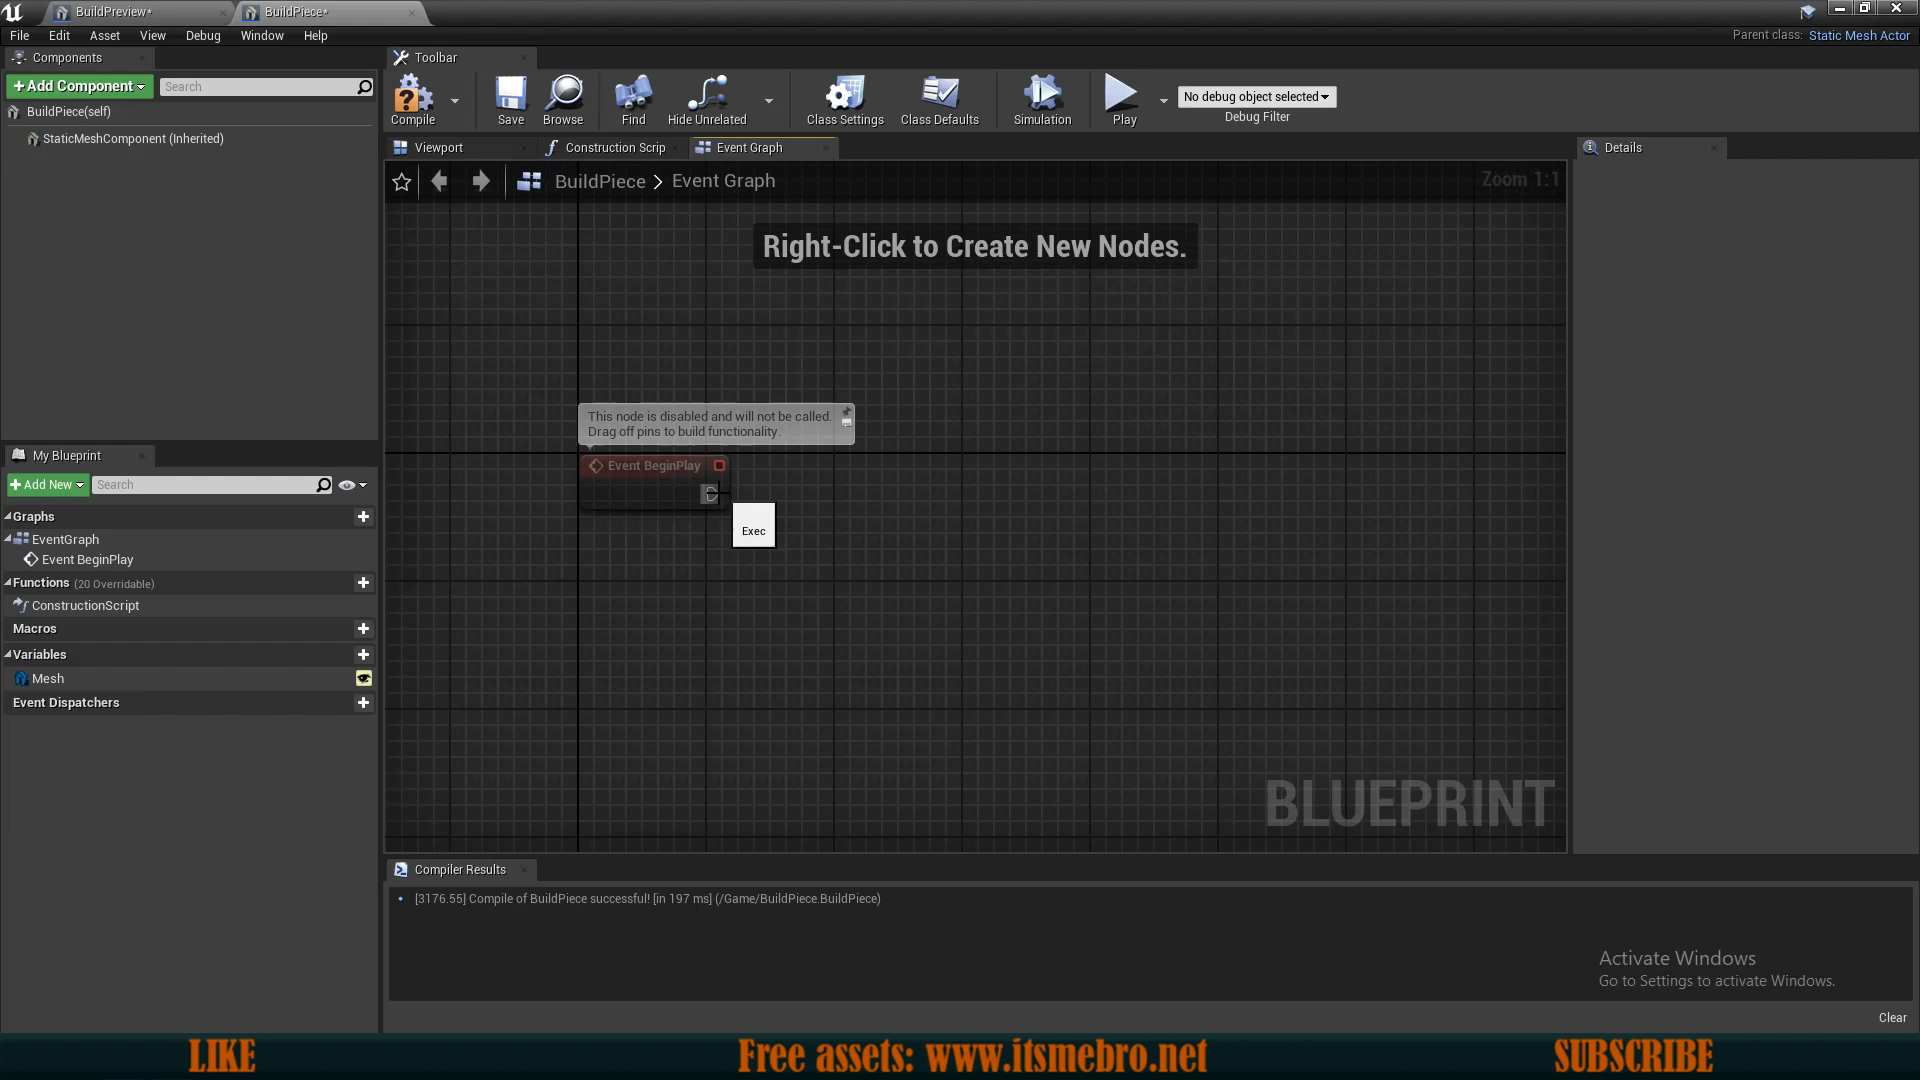 BuildPreview*
BuildPiece*
File Edit Asset View Debug Window Help
Parent class: Static Mesh Actor
Components
Toolbar
+ Add Component
Search
BuildPiece(self)
StaticMeshComponent (Inherited)
Compile
Save
Browse
Find
Hide Unrelated
Class Settings
Class Defaults
Simulation
Play
No debug object selected
Debug Filter
Viewport
Construction Scrip
Event Graph
Details
BuildPiece > Event Graph
Zoom 1:1
Right-Click to Create New Nodes.
This node is disabled and will not be called.
Drag off pins to build functionality.
Event BeginPlay
Exec
My Blueprint
+ Add New
Search
Graphs
EventGraph
Event BeginPlay
Functions (20 Overridable)
ConstructionScript
Macros
Variables
Mesh
Event Dispatchers
BLUEPRINT
Compiler Results
[3176.55] Compile of BuildPiece successful! [in 197 ms] (/Game/BuildPiece.BuildPiece)
Activate Windows
Go to Settings to activate Windows.
Clear
LIKE
Free assets: www.itsmebro.net
SUBSCRIBE